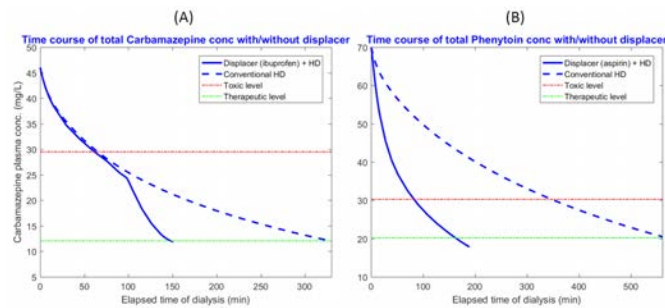 (A)
Time course of total Carbamazepine conc with/without displacer
Displacer (ibuprofen) + HD
Conventional HD
Toxic level
Therapeutic level
Carbamazepine plasma conc. (mg/L)
50
45
40
35
30
25
20
15
10
5
0
50
100
150
200
250
300
Elapsed time of dialysis (min)
(B)
Time course of total Phenytoin conc with/without displacer
Displacer (aspirin) + HD
Conventional HD
Toxic level
Therapeutic level
70
60
50
40
30
20
10
0
100
200
300
400
500
Elapsed time of dialysis (min)